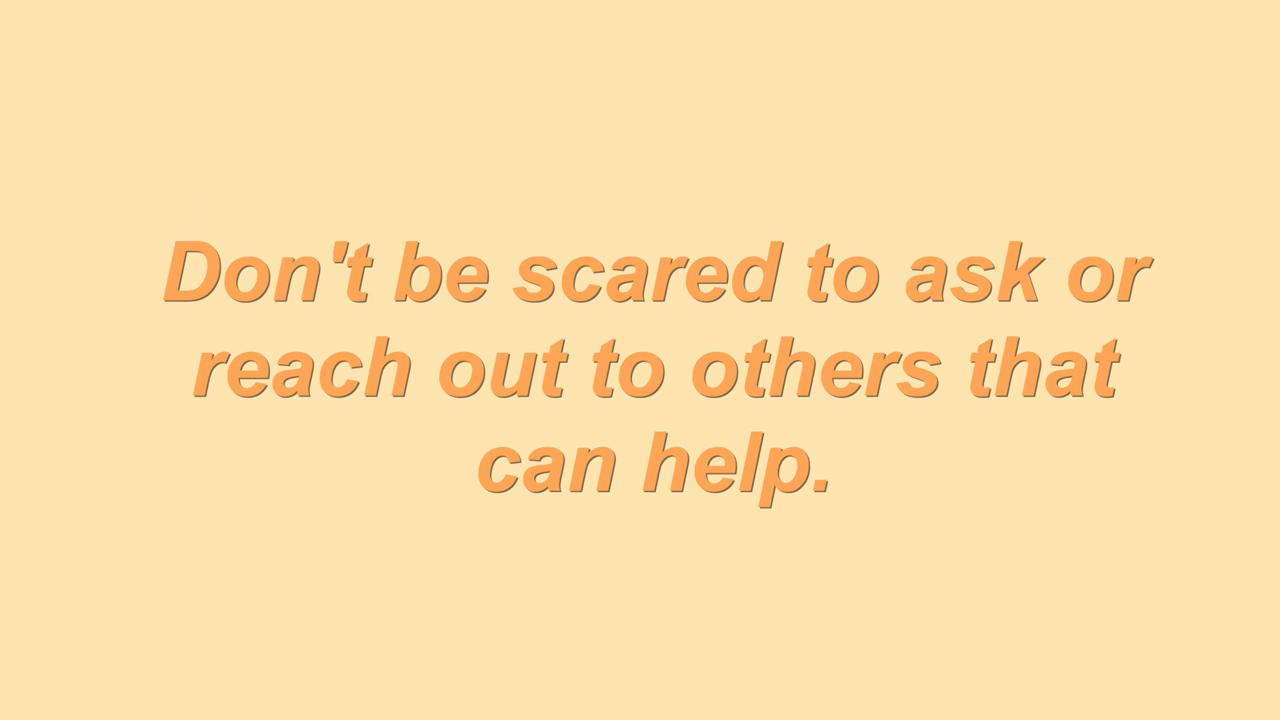 Don't be scared to ask or
reach out to others that
can help.